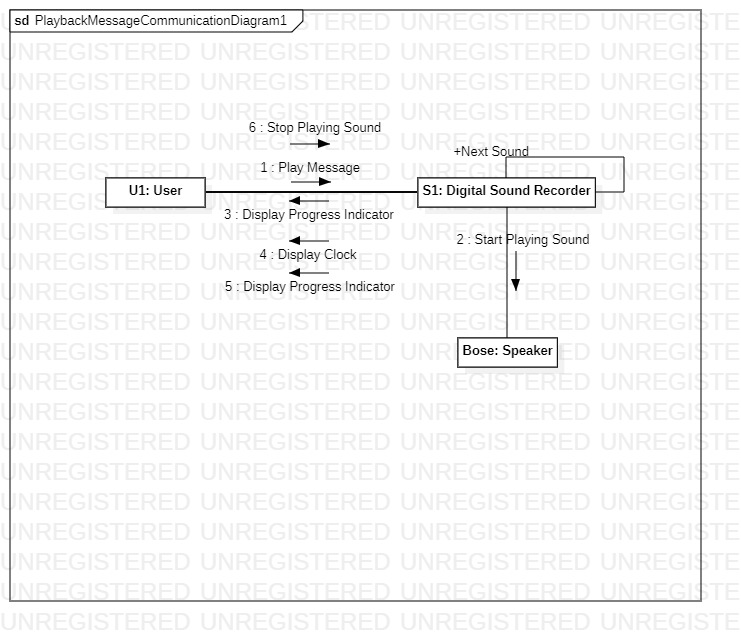 sd PlaybackMessageCommunicationDiagram1
6 : Stop Playing Sound
+Next Sound
1 : Play Message
U1: User
S1: Digital Sound Recorder
3 : Display Progress Indicator
2 : Start Playing Sound
4 : Display Clock
5 : Display Progress Indicator
Bose: Speaker
UNREGISTERED